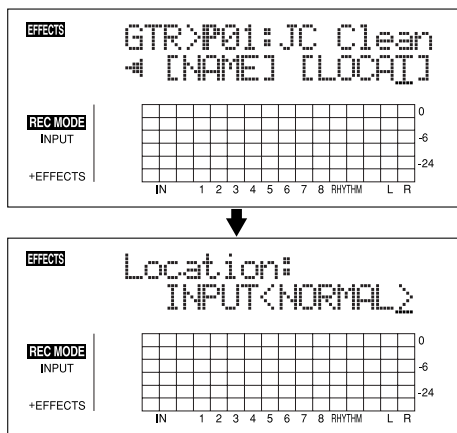 EFFECTS
GTR>P01:JC Clean
[NAME] [LOCAT]
REC MODE
INPUT
+EFFECTS
0
-6
-24
IN 1 2 3 4 5 6 7 8 RHYTHM L R
EFFECTS
Location:
INPUT<NORMAL>
REC MODE
INPUT
+EFFECTS
0
-6
-24
IN 1 2 3 4 5 6 7 8 RHYTHM L R